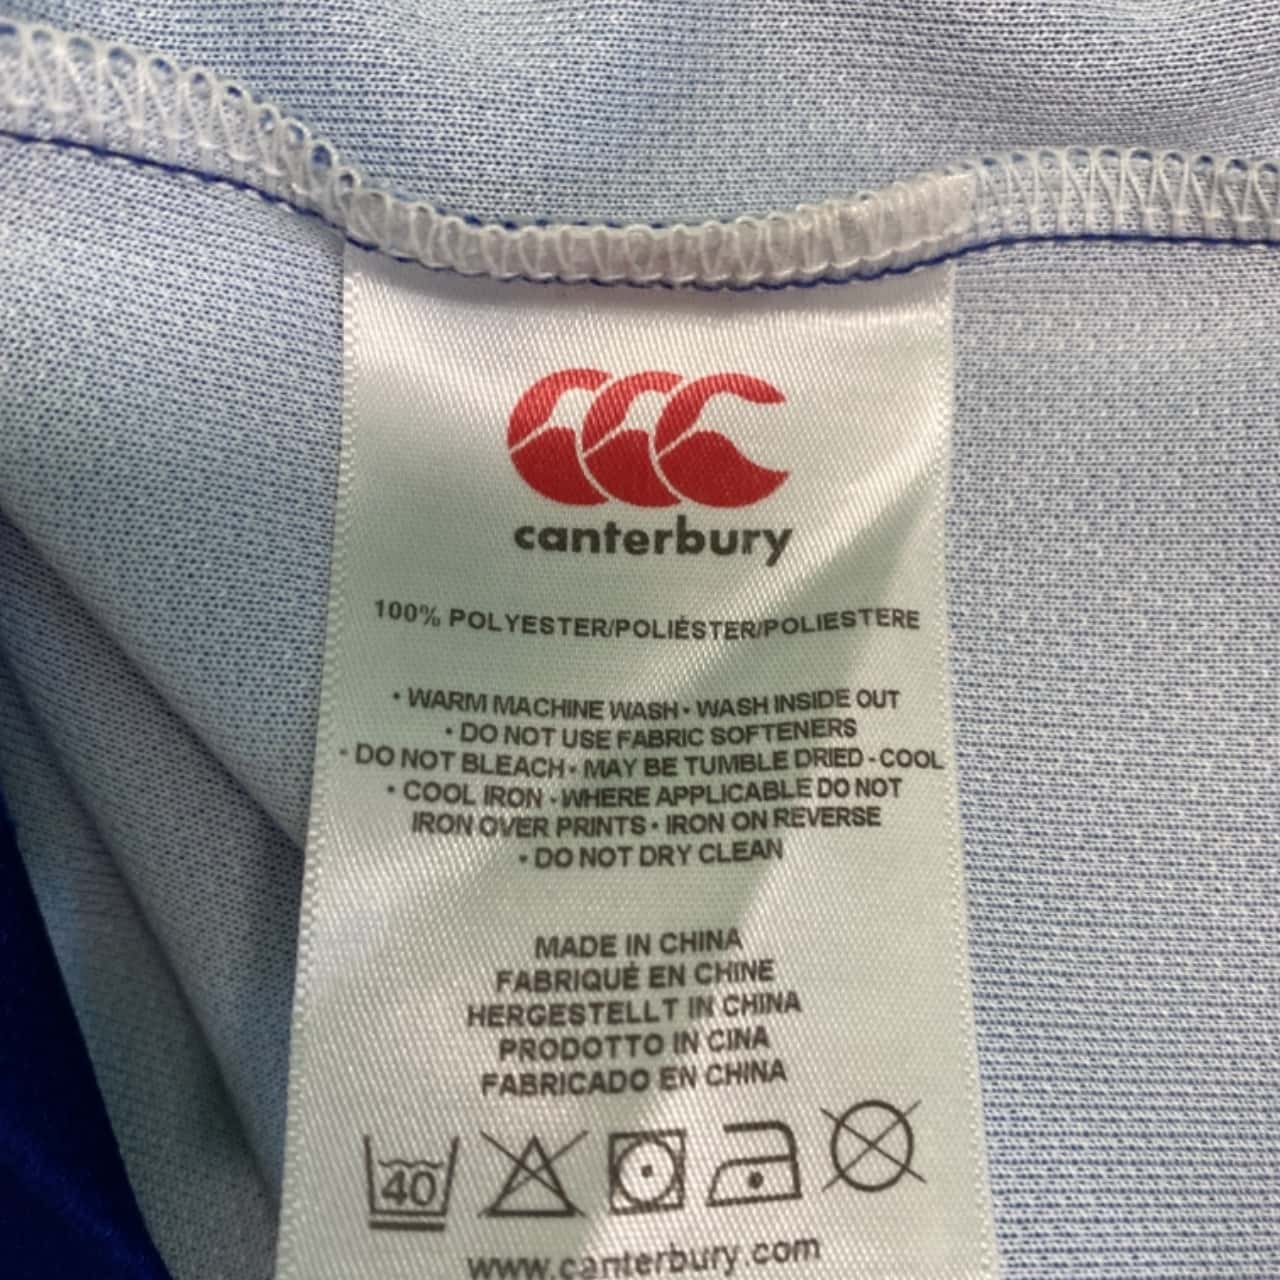 canterbury
100% POLYESTER/POLIÉSTER/POLIESTERE
• WARM MACHINE WASH • WASH INSIDE OUT
• DO NOT USE FABRIC SOFTENERS
• DO NOT BLEACH • MAY BE TUMBLE DRIED - COOL
• COOL IRON - WHERE APPLICABLE DO NOT
IRON OVER PRINTS • IRON ON REVERSE
• DO NOT DRY CLEAN
MADE IN CHINA
FABRIQUÉ EN CHINE
HERGESTELLT IN CHINA
PRODOTTO IN CINA
FABRICADO EN CHINA
40
www.canterbury.com